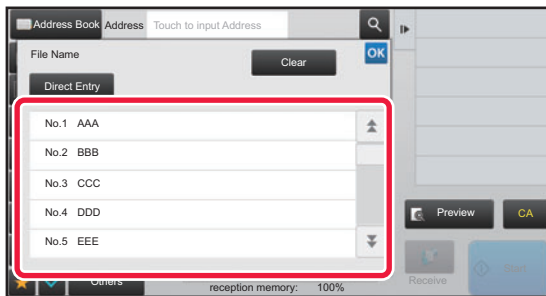 Address Book Address Touch to input Address
File Name
Clear
OK
Direct Entry
No.1 AAA
No.2 BBB
No.3 CCC
No.4 DDD
No.5 EEE
Preview
CA
Receive
Start
Others
reception memory: 100%